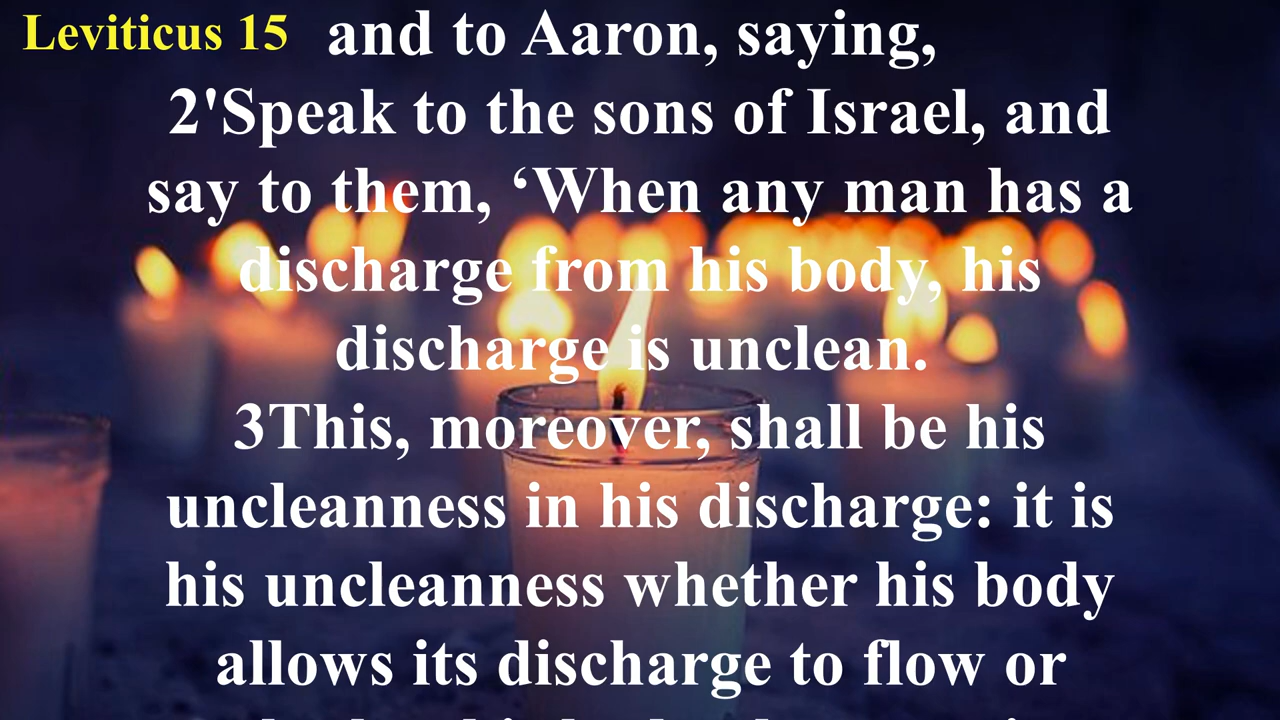 Leviticus 15
and to Aaron, saying,
2'Speak to the sons of Israel, and
say to them, ‘When any man has a
discharge from his body, his
discharge is unclean.
3This, moreover, shall be his
uncleanness in his discharge: it is
his uncleanness whether his body
allows its discharge to flow or